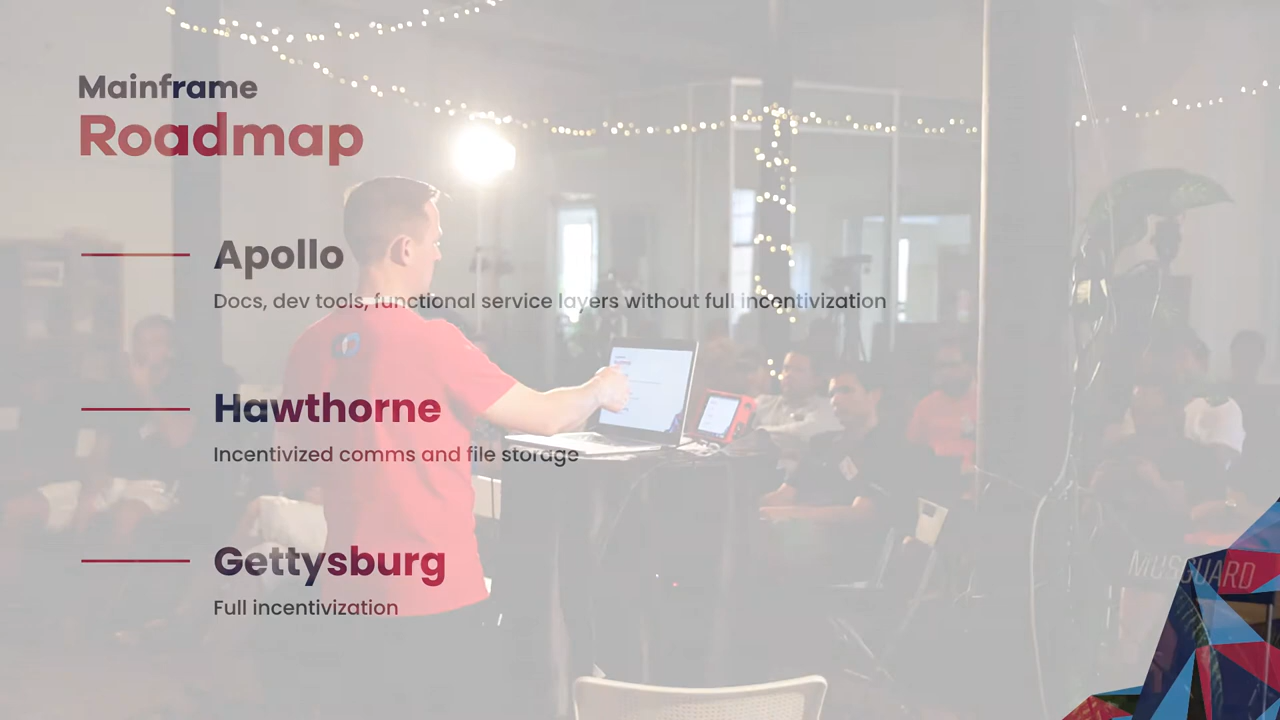 Mainframe
Roadmap
Apollo
Docs, dev tools, functional service layers without full incentivization
Hawthorne
Incentivized comms and file storage
Gettysburg
Full incentivization
MUSGUARD